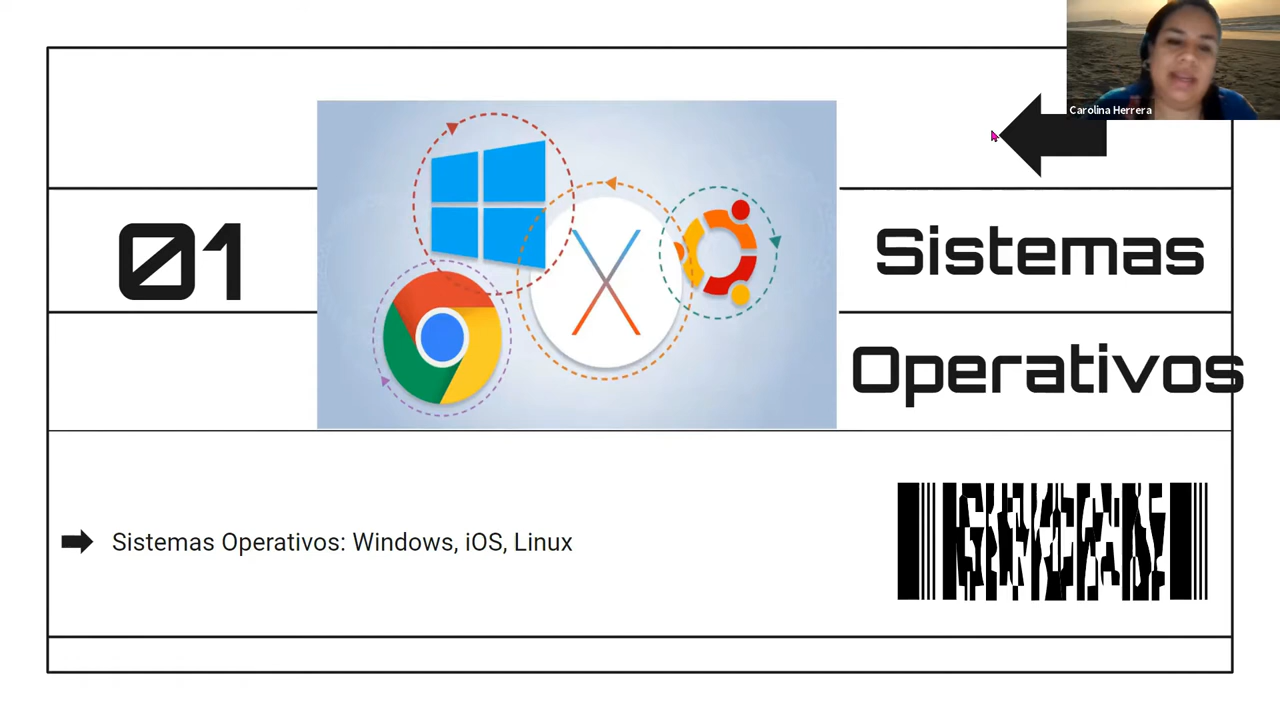 Carolina Herrera
01
Sistemas
Operativos
Sistemas Operativos: Windows, iOS, Linux